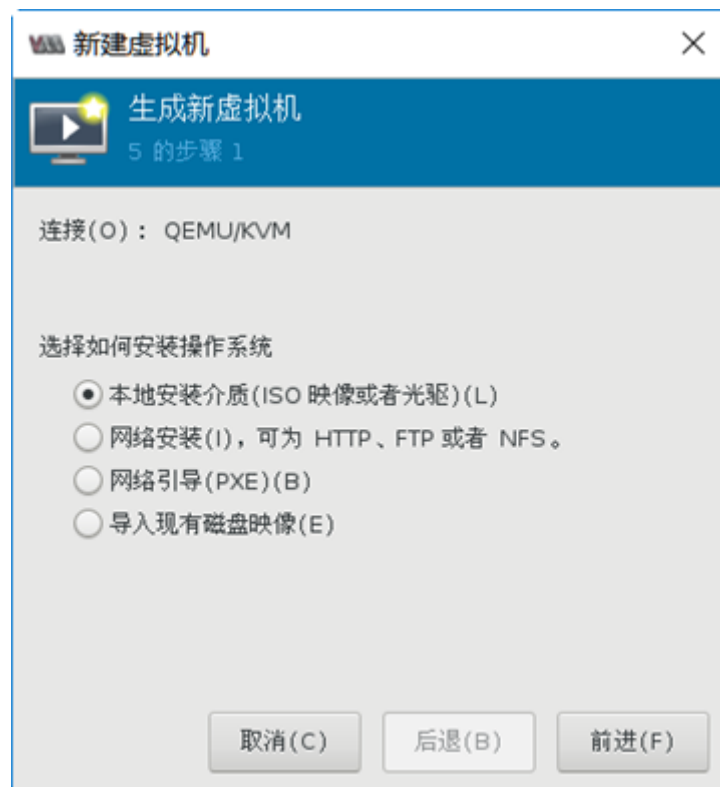 新建虚拟机
生成新虚拟机
5 的步骤 1
连接(O)： QEMU/KVM
选择如何安装操作系统
本地安装介质(ISO 映像或者光驱)(L)
网络安装(I)，可为 HTTP、FTP 或者 NFS。
网络引导(PXE)(B)
导入现有磁盘映像(E)
取消(C) 后退(B) 前进(F)